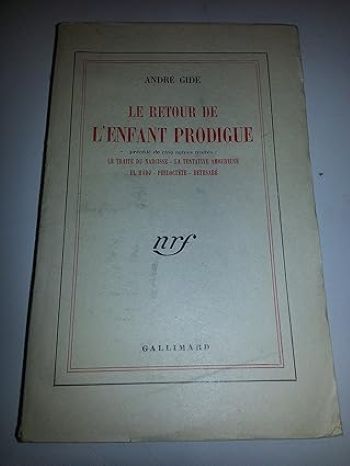 ANDRÉ GIDE
LE RETOUR DE
L'ENFANT PRODIGUE
précédé de cinq autres traités :
LE TRAITÉ DU NARCISSE - LA TENTATIVE AMOUREUSE
EL HADJ - PHILOCTÈTE - BETHSABÉ
nrf
GALLIMARD